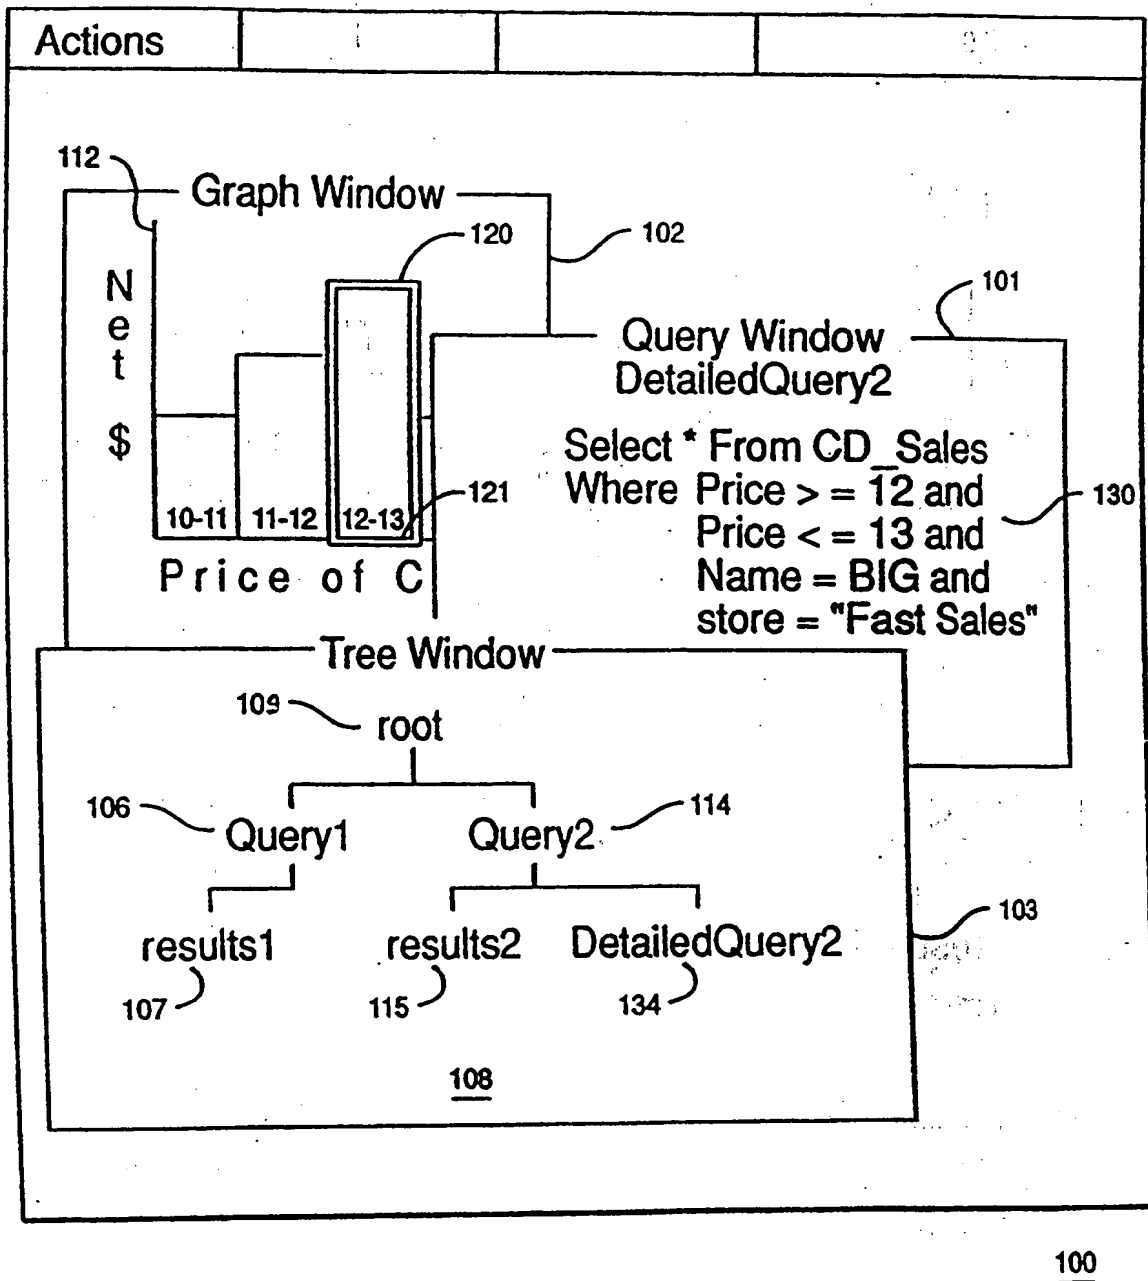 Actions
112
Graph Window
120
102
101
Net $
Query Window
DetailedQuery2
Select * From CD_Sales
Where Price > = 12 and
Price < = 13 and
Name = BIG and
store = "Fast Sales"
130
121
10-11 11-12 12-13
Price of C
Tree Window
109
root
106
Query1
Query2
114
103
results1
results2
DetailedQuery2
107
115
134
108
100